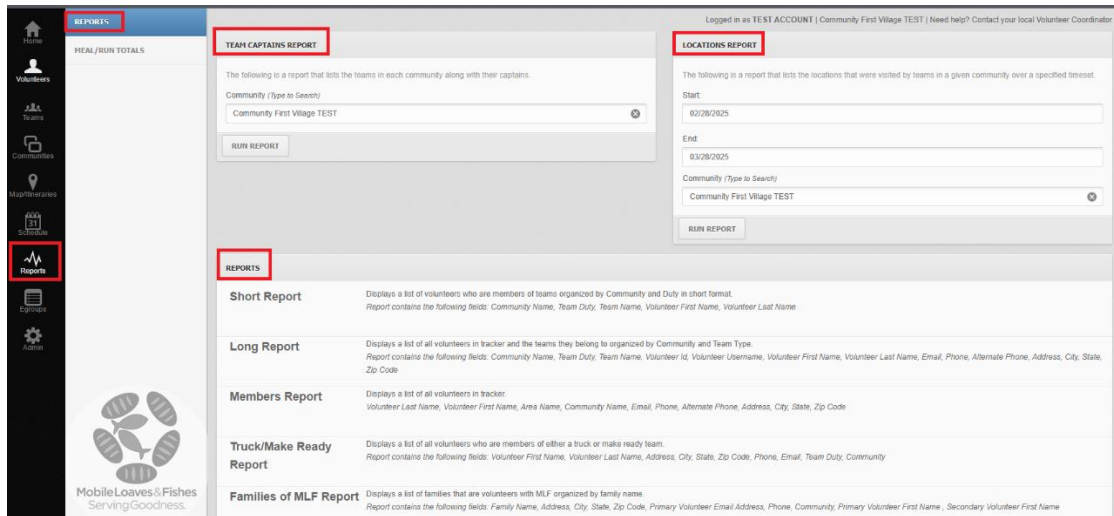 Logged in as TEST ACCOUNT | Community First Village TEST | Need help? Contact your local Volunteer Coordinator
Home
Volunteers
Teams
Communities
Map/Itineraries
31
Schedule
Reports
Egroups
Admin
REPORTS
MEAL/RUN TOTALS
MobileLoaves&Fishes
ServingGoodness.
TEAM CAPTAINS REPORT
The following is a report that lists the teams in each community along with their captains.
Community (Type to Search)
Community First Village TEST
RUN REPORT
LOCATIONS REPORT
The following is a report that lists the locations that were visited by teams in a given community over a specified timeset.
Start:
02/28/2025
End:
03/28/2025
Community (Type to Search)
Community First Village TEST
RUN REPORT
REPORTS
Short Report
Displays a list of volunteers who are members of teams organized by Community and Duty in short format.
Report contains the following fields: Community Name, Team Duty, Team Name, Volunteer First Name, Volunteer Last Name
Long Report
Displays a list of all volunteers in tracker and the teams they belong to organized by Community and Team Type.
Report contains the following fields: Community Name, Team Duty, Team Name, Volunteer Id, Volunteer Username, Volunteer First Name, Volunteer Last Name, Email, Phone, Alternate Phone, Address, City, State,
Zip Code
Members Report
Displays a list of all volunteers in tracker.
Volunteer Last Name, Volunteer First Name, Area Name, Community Name, Email, Phone, Alternate Phone, Address, City, State, Zip Code
Truck/Make Ready
Report
Displays a list of all volunteers who are members of either a truck or make ready team.
Report contains the following fields: Volunteer First Name, Volunteer Last Name, Address, City, State, Zip Code, Phone, Email, Team Duty, Community
Families of MLF Report
Displays a list of families that are volunteers with MLF organized by family name.
Report contains the following fields: Family Name, Address, City, State, Zip Code, Primary Volunteer Email Address, Phone, Community, Primary Volunteer First Name , Secondary Volunteer First Name